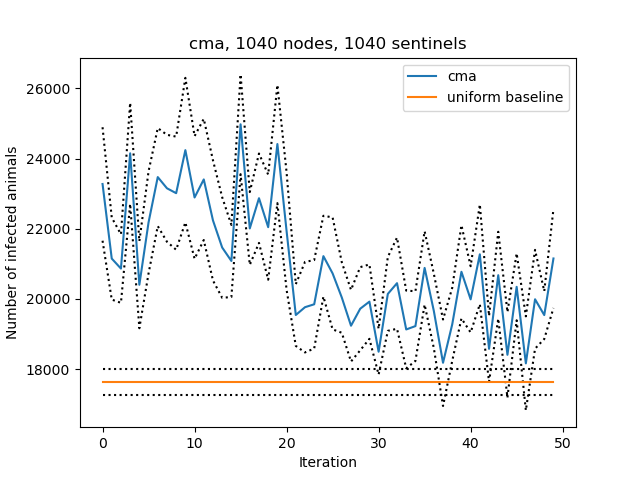 cma, 1040 nodes, 1040 sentinels
cma
uniform baseline
Number of infected animals
26000
24000
22000
20000
18000
0 10 20 30 40 50
Iteration